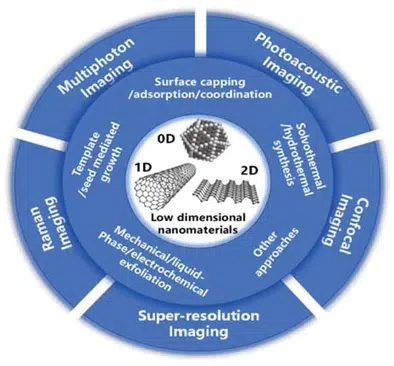 Multiphoton
Imaging
Photoacoustic
Imaging
Surface capping
/adsorption/coordination
Template
/seed mediated
growth
Solvothermal
/hydrothermal
synthesis
0D
1D
2D
Low dimensional
nanomaterials
Raman
Imaging
Confocal
Imaging
Mechanical/liquid-
Phase/electrochemical
exfoliation
Other
approaches
Super-resolution
Imaging